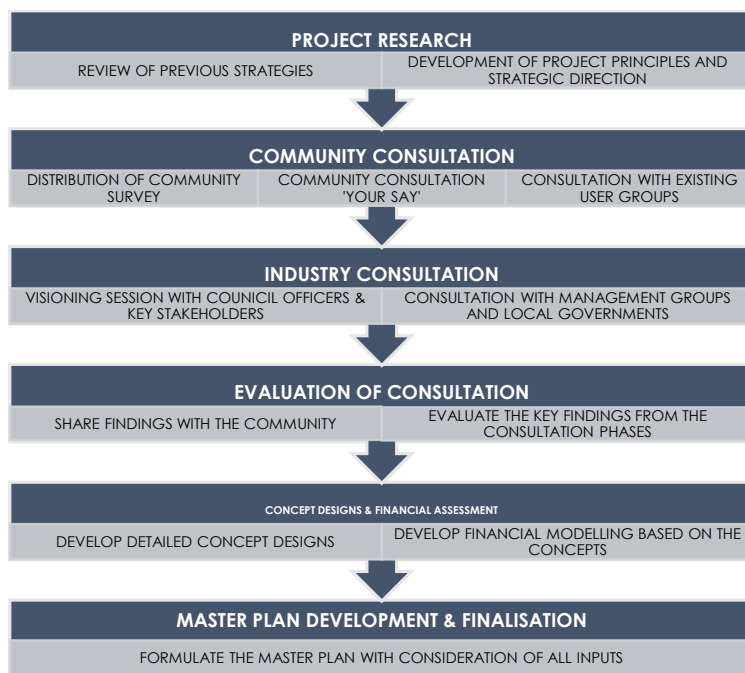 PROJECT RESEARCH
REVIEW OF PREVIOUS STRATEGIES
DEVELOPMENT OF PROJECT PRINCIPLES AND
STRATEGIC DIRECTION
COMMUNITY CONSULTATION
DISTRIBUTION OF COMMUNITY
SURVEY
COMMUNITY CONSULTATION
'YOUR SAY'
CONSULTATION WITH EXISTING
USER GROUPS
INDUSTRY CONSULTATION
VISIONING SESSION WITH COUNICIL OFFICERS &
KEY STAKEHOLDERS
CONSULTATION WITH MANAGEMENT GROUPS
AND LOCAL GOVERNMENTS
EVALUATION OF CONSULTATION
SHARE FINDINGS WITH THE COMMUNITY
EVALUATE THE KEY FINDINGS FROM THE
CONSULTATION PHASES
CONCEPT DESIGNS & FINANCIAL ASSESSMENT
DEVELOP DETAILED CONCEPT DESIGNS
DEVELOP FINANCIAL MODELLING BASED ON THE
CONCEPTS
MASTER PLAN DEVELOPMENT & FINALISATION
FORMULATE THE MASTER PLAN WITH CONSIDERATION OF ALL INPUTS